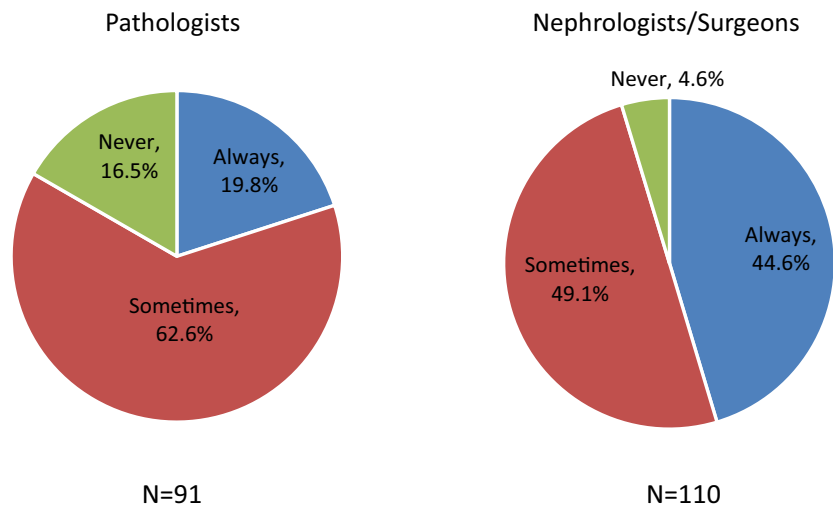 Pathologists
Never,
16.5%
Always,
19.8%
Sometimes,
62.6%
N=91
Nephrologists/Surgeons
Never, 4.6%
Always,
44.6%
Sometimes,
49.1%
N=110